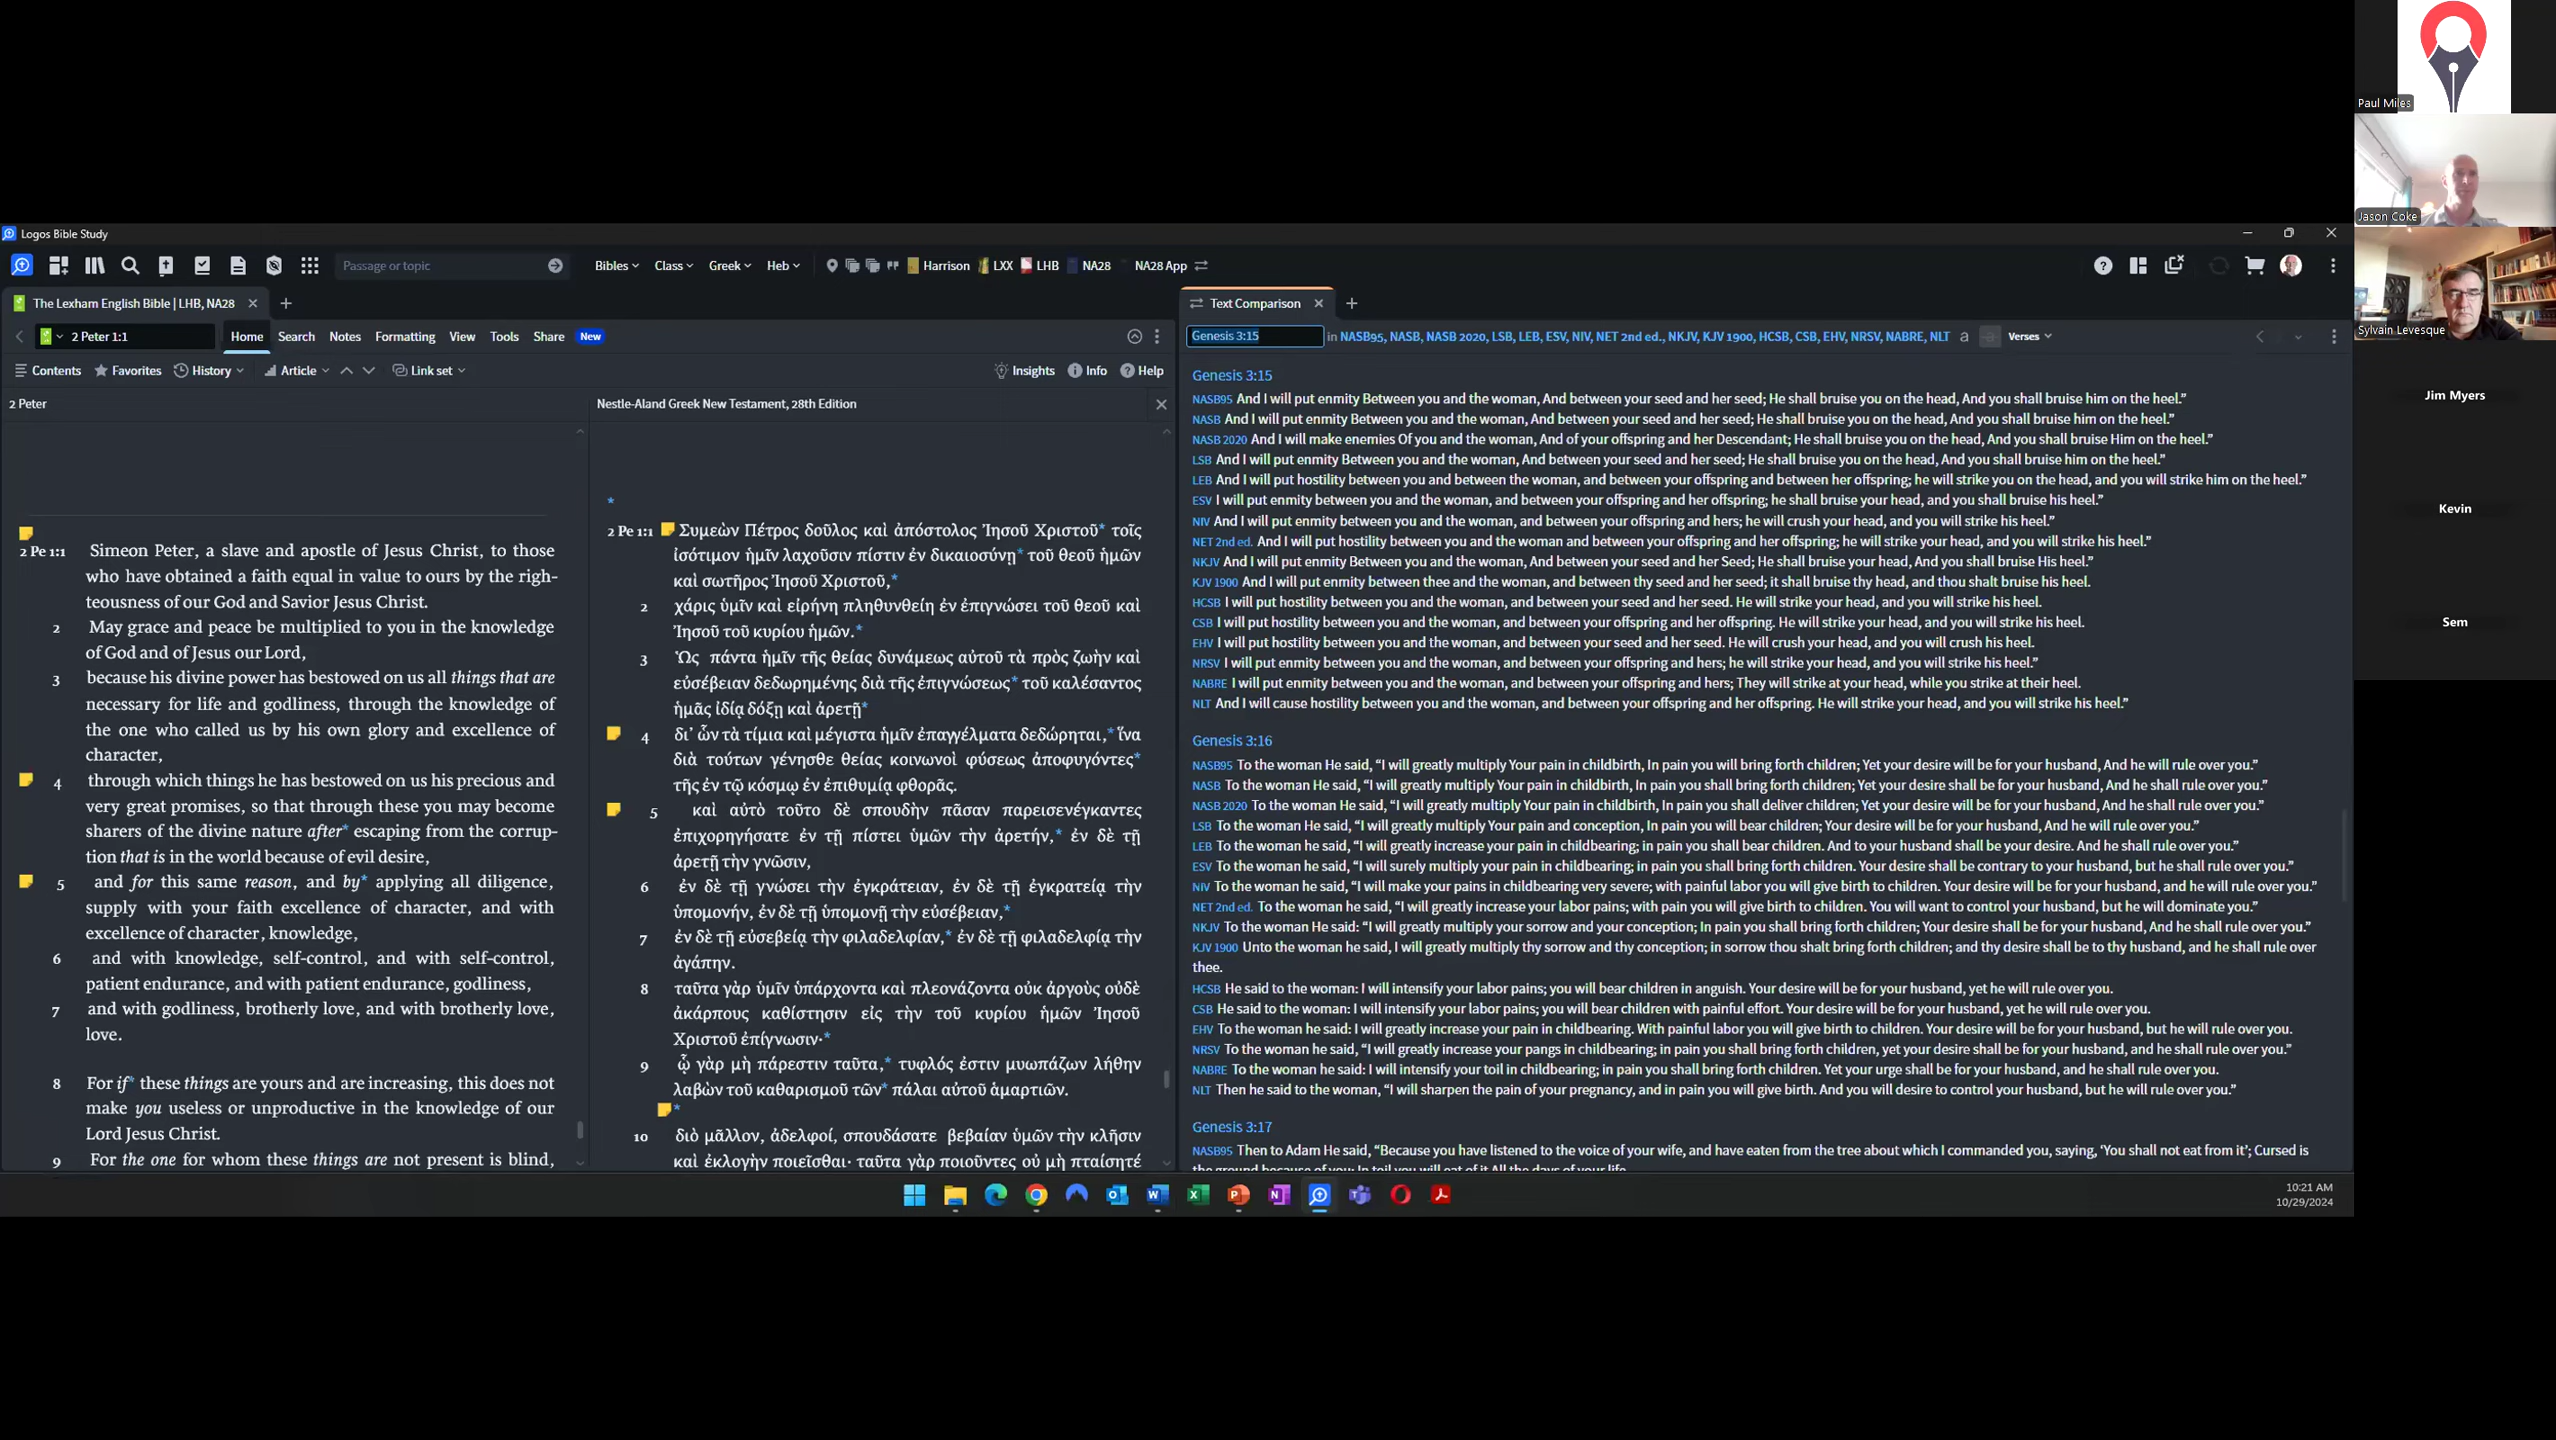 Logos Bible Study
Passage or topic
Bibles Class Greek Heb Harrison LXX LHB NA28 NA28 App
The Lexham English Bible | LHB, NA28
2 Peter 1:1 Home Search Notes Formatting View Tools Share New
Contents Favorites History Article Link set Insights Info Help
2 Peter
2 Pe 1:1 Simeon Peter, a slave and apostle of Jesus Christ, to those
who have obtained a faith equal in value to ours by the righ-
teousness of our God and Savior Jesus Christ.
2 May grace and peace be multiplied to you in the knowledge
of God and of Jesus our Lord,
3 because his divine power has bestowed on us all things that are
necessary for life and godliness, through the knowledge of
the one who called us by his own glory and excellence of
character,
4 through which things he has bestowed on us his precious and
very great promises, so that through these you may become
sharers of the divine nature after* escaping from the corrup-
tion that is in the world because of evil desire,
5 and for this same reason, and by* applying all diligence,
supply with your faith excellence of character, and with
excellence of character, knowledge,
6 and with knowledge, self-control, and with self-control,
patient endurance, and with patient endurance, godliness,
7 and with godliness, brotherly love, and with brotherly love,
love.
8 For if* these things are yours and are increasing, this does not
make you useless or unproductive in the knowledge of our
Lord Jesus Christ.
9 For the one for whom these things are not present is blind,
Nestle-Aland Greek New Testament, 28th Edition
*
2 Pe 1:1 Συμεὼν Πέτρος δοῦλος καὶ ἀπόστολος Ἰησοῦ Χριστοῦ* τοῖς
ἰσότιμον ἡμῖν λαχοῦσιν πίστιν ἐν δικαιοσύνῃ* τοῦ θεοῦ ἡμῶν
καὶ σωτῆρος Ἰησοῦ Χριστοῦ,*
2 χάρις ὑμῖν καὶ εἰρήνη πληθυνθείη ἐν ἐπιγνώσει τοῦ θεοῦ καὶ
Ἰησοῦ τοῦ κυρίου ἡμῶν.*
3 Ὡς πάντα ἡμῖν τῆς θείας δυνάμεως αὐτοῦ τὰ πρὸς ζωὴν καὶ
εὐσέβειαν δεδωρημένης διὰ τῆς ἐπιγνώσεως* τοῦ καλέσαντος
ἡμᾶς ἰδίᾳ δόξῃ καὶ ἀρετῇ*
4 δι’ ὧν τὰ τίμια καὶ μέγιστα ἡμῖν ἐπαγγέλματα δεδώρηται,* ἵνα
διὰ τούτων γένησθε θείας κοινωνοὶ φύσεως ἀποφυγόντες*
τῆς ἐν τῷ κόσμῳ ἐν ἐπιθυμίᾳ φθορᾶς.
5 καὶ αὐτὸ τοῦτο δὲ σπουδὴν πᾶσαν παρεισενέγκαντες
ἐπιχορηγήσατε ἐν τῇ πίστει ὑμῶν τὴν ἀρετήν,* ἐν δὲ τῇ
ἀρετῇ τὴν γνῶσιν,
6 ἐν δὲ τῇ γνώσει τὴν ἐγκράτειαν, ἐν δὲ τῇ ἐγκρατείᾳ τὴν
ὑπομονήν, ἐν δὲ τῇ ὑπομονῇ τὴν εὐσέβειαν,*
7 ἐν δὲ τῇ εὐσεβείᾳ τὴν φιλαδελφίαν,* ἐν δὲ τῇ φιλαδελφίᾳ τὴν
ἀγάπην.
8 ταῦτα γὰρ ὑμῖν ὑπάρχοντα καὶ πλεονάζοντα οὐκ ἀργοὺς οὐδὲ
ἀκάρπους καθίστησιν εἰς τὴν τοῦ κυρίου ἡμῶν Ἰησοῦ
Χριστοῦ ἐπίγνωσιν·*
9 ᾧ γὰρ μὴ πάρεστιν ταῦτα,* τυφλός ἐστιν μυωπάζων λήθην
λαβὼν τοῦ καθαρισμοῦ τῶν* πάλαι αὐτοῦ ἁμαρτιῶν.
*
10 διὸ μᾶλλον, ἀδελφοί, σπουδάσατε βεβαίαν ὑμῶν τὴν κλῆσιν
καὶ ἐκλογὴν ποιεῖσθαι· ταῦτα γὰρ ποιοῦντες οὐ μὴ πταίσητέ
Text Comparison
Genesis 3:15 in NASB95, NASB, NASB 2020, LSB, LEB, ESV, NIV, NET 2nd ed., NKJV, KJV 1900, HCSB, CSB, EHV, NRSV, NABRE, NLT a Verses
Genesis 3:15
NASB95 And I will put enmity Between you and the woman, And between your seed and her seed; He shall bruise you on the head, And you shall bruise him on the heel.”
NASB And I will put enmity Between you and the woman, And between your seed and her seed; He shall bruise you on the head, And you shall bruise him on the heel.”
NASB 2020 And I will make enemies Of you and the woman, And of your offspring and her Descendant; He shall bruise you on the head, And you shall bruise Him on the heel.”
LSB And I will put enmity Between you and the woman, And between your seed and her seed; He shall bruise you on the head, And you shall bruise him on the heel.”
LEB And I will put hostility between you and between the woman, and between your offspring and between her offspring; he will strike you on the head, and you will strike him on the heel.”
ESV I will put enmity between you and the woman, and between your offspring and her offspring; he shall bruise your head, and you shall bruise his heel.”
NIV And I will put enmity between you and the woman, and between your offspring and hers; he will crush your head, and you will strike his heel.”
NET 2nd ed. And I will put hostility between you and the woman and between your offspring and her offspring; he will strike your head, and you will strike his heel.”
NKJV And I will put enmity Between you and the woman, And between your seed and her Seed; He shall bruise your head, And you shall bruise His heel.”
KJV 1900 And I will put enmity between thee and the woman, and between thy seed and her seed; it shall bruise thy head, and thou shalt bruise his heel.
HCSB I will put hostility between you and the woman, and between your seed and her seed. He will strike your head, and you will strike his heel.
CSB I will put hostility between you and the woman, and between your offspring and her offspring. He will strike your head, and you will strike his heel.
EHV I will put hostility between you and the woman, and between your seed and her seed. He will crush your head, and you will crush his heel.
NRSV I will put enmity between you and the woman, and between your offspring and hers; he will strike your head, and you will strike his heel.”
NABRE I will put enmity between you and the woman, and between your offspring and hers; They will strike at your head, while you strike at their heel.
NLT And I will cause hostility between you and the woman, and between your offspring and her offspring. He will strike your head, and you will strike his heel.”
Genesis 3:16
NASB95 To the woman He said, “I will greatly multiply Your pain in childbirth, In pain you will bring forth children; Yet your desire will be for your husband, And he will rule over you.”
NASB To the woman He said, “I will greatly multiply Your pain in childbirth, In pain you shall bring forth children; Yet your desire shall be for your husband, And he shall rule over you.”
NASB 2020 To the woman He said, “I will greatly multiply Your pain in childbirth, In pain you shall deliver children; Yet your desire will be for your husband, And he shall rule over you.”
LSB To the woman He said, “I will greatly multiply Your pain and conception, In pain you will bear children; Your desire will be for your husband, And he will rule over you.”
LEB To the woman he said, “I will greatly increase your pain in childbearing; in pain you shall bear children. And to your husband shall be your desire. And he shall rule over you.”
ESV To the woman he said, “I will surely multiply your pain in childbearing; in pain you shall bring forth children. Your desire shall be contrary to your husband, but he shall rule over you.”
NIV To the woman he said, “I will make your pains in childbearing very severe; with painful labor you will give birth to children. Your desire will be for your husband, and he will rule over you.”
NET 2nd ed. To the woman he said, “I will greatly increase your labor pains; with pain you will give birth to children. You will want to control your husband, but he will dominate you.”
NKJV To the woman He said: “I will greatly multiply your sorrow and your conception; In pain you shall bring forth children; Your desire shall be for your husband, And he shall rule over you.”
KJV 1900 Unto the woman he said, I will greatly multiply thy sorrow and thy conception; in sorrow thou shalt bring forth children; and thy desire shall be to thy husband, and he shall rule over
thee.
HCSB He said to the woman: I will intensify your labor pains; you will bear children in anguish. Your desire will be for your husband, yet he will rule over you.
CSB He said to the woman: I will intensify your labor pains; you will bear children with painful effort. Your desire will be for your husband, yet he will rule over you.
EHV To the woman he said: I will greatly increase your pain in childbearing. With painful labor you will give birth to children. Your desire will be for your husband, but he will rule over you.
NRSV To the woman he said, “I will greatly increase your pangs in childbearing; in pain you shall bring forth children, yet your desire shall be for your husband, and he shall rule over you.”
NABRE To the woman he said: I will intensify your toil in childbearing; in pain you shall bring forth children. Yet your urge shall be for your husband, and he shall rule over you.
NLT Then he said to the woman, “I will sharpen the pain of your pregnancy, and in pain you will give birth. And you will desire to control your husband, but he will rule over you.”
Genesis 3:17
NASB95 Then to Adam He said, “Because you have listened to the voice of your wife, and have eaten from the tree about which I commanded you, saying, ‘You shall not eat from it’; Cursed is
the ground because of you; In toil you will eat of it All the days of your life.
10:21 AM
10/29/2024
Paul Miles
Jason Coke
Sylvain Levesque
Jim Myers
Kevin
Sem